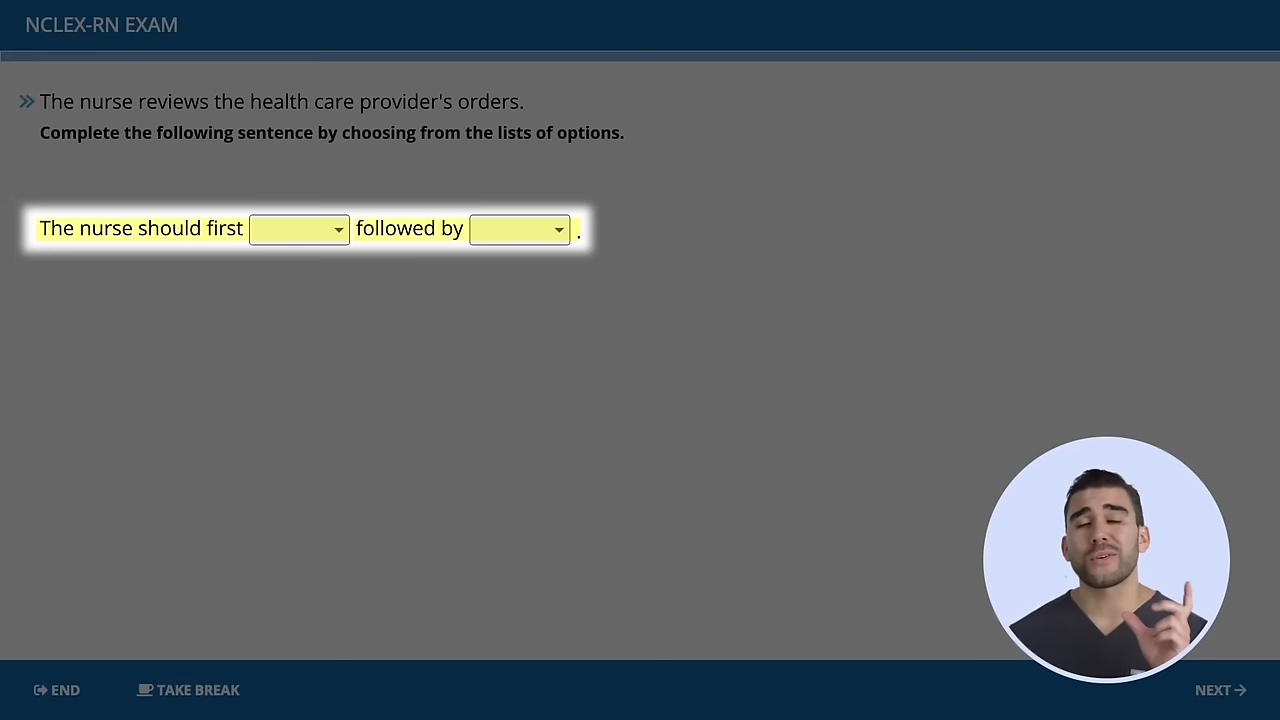 NCLEX-RN EXAM
The nurse reviews the health care provider's orders.
Complete the following sentence by choosing from the lists of options.
The nurse should first followed by .
END TAKE BREAK NEXT